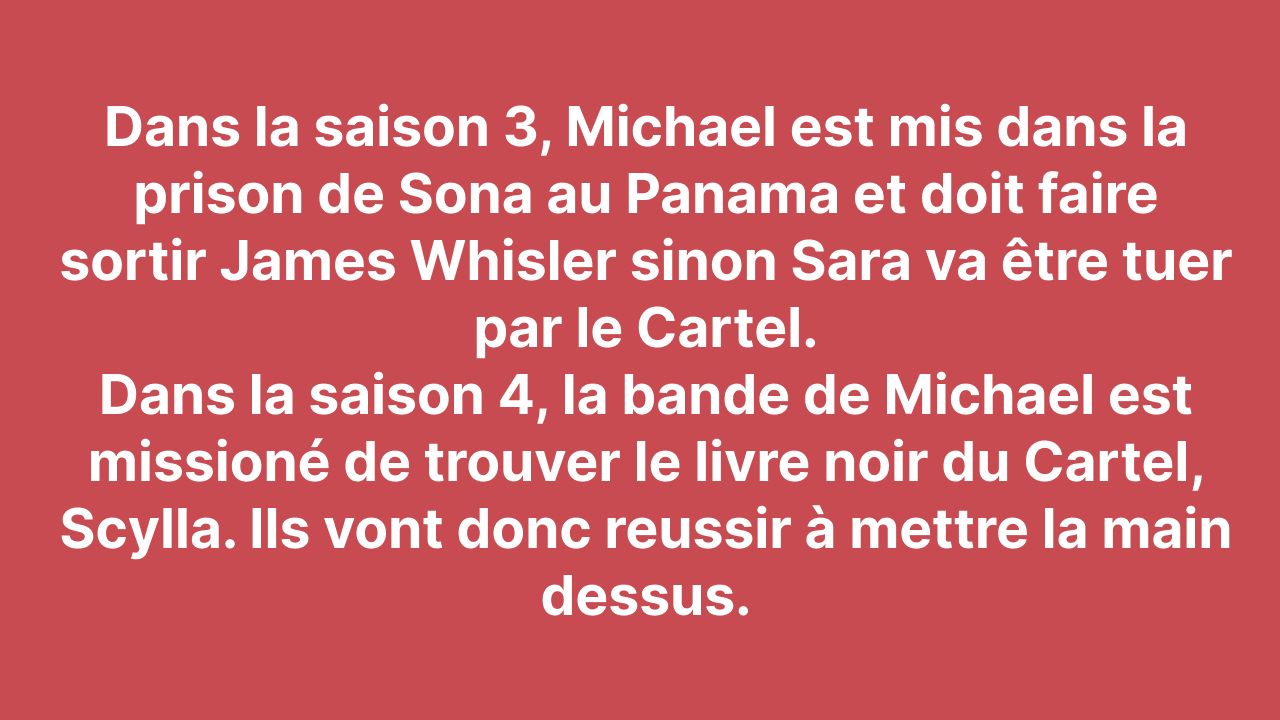 Dans la saison 3, Michael est mis dans la
prison de Sona au Panama et doit faire
sortir James Whisler sinon Sara va être tuer
par le Cartel.
Dans la saison 4, la bande de Michael est
missioné de trouver le livre noir du Cartel,
Scylla. Ils vont donc reussir à mettre la main
dessus.